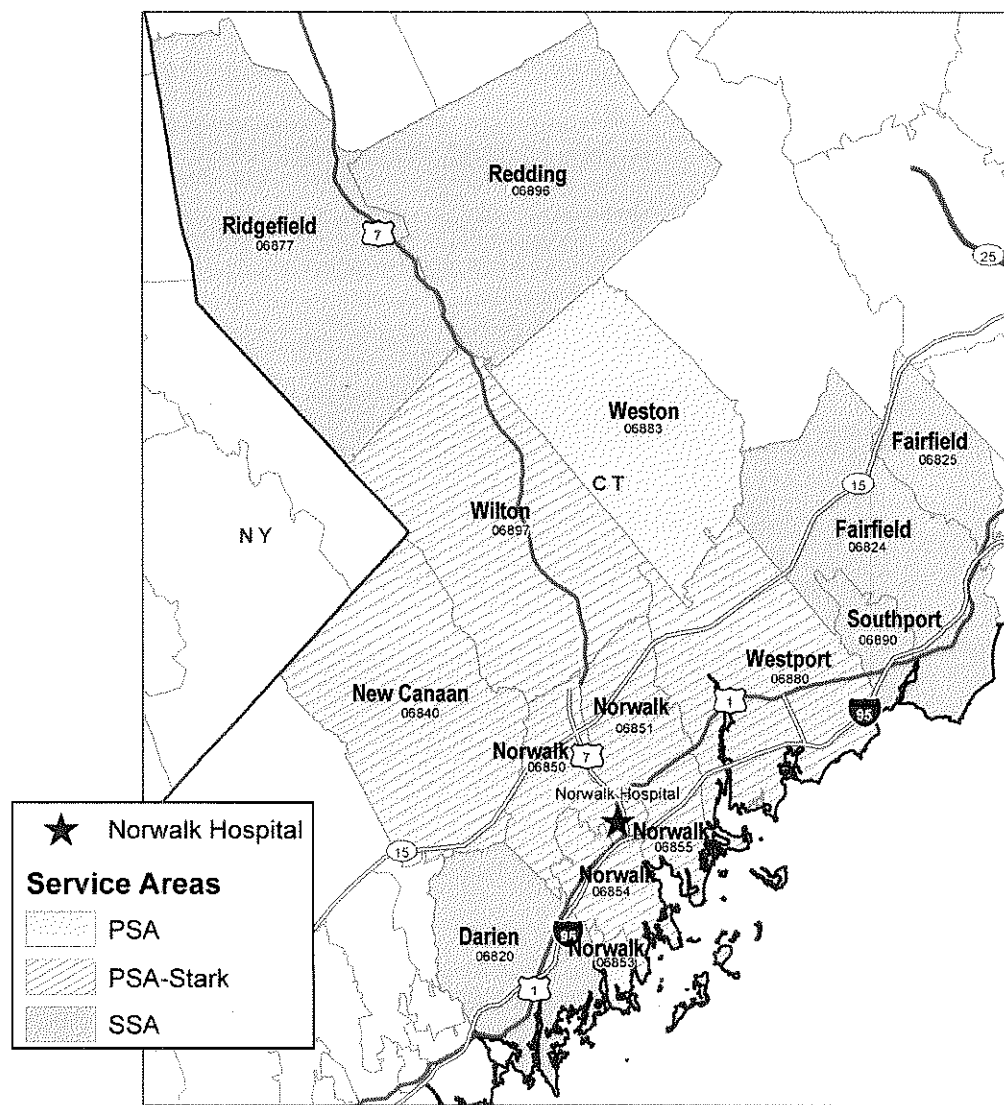 Redding
06896
Ridgefield
06877
7
25
Weston
06883
Fairfield
06825
CT
15
Wilton
06897
NY
Fairfield
06824
Southport
06890
Westport
06880
New Canaan
06840
Norwalk
06851
1
95
Norwalk
06850
7
Norwalk Hospital
Norwalk
06855
15
Norwalk
06854
Darien
06820
95
Norwalk
06853
1
Norwalk Hospital
Service Areas
PSA
PSA-Stark
SSA